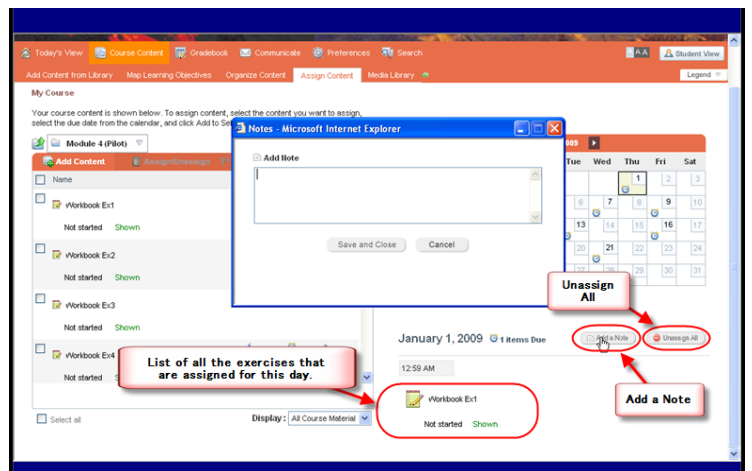 Today's View Course Content Gradebook Communicate Preferences Search A A Student View
Add Content from Library Map Learning Objectives Organize Content Assign Content Media Library Legend
My Course
Your course content is shown below. To assign content, select the content you want to assign,
select the due date from the calendar, and click Add to
Notes - Microsoft Internet Explorer
Add Note
Save and Close Cancel
Module 4 (Pilot)
Add Content Assign/Unassign
Name
Workbook Ex1
Not started Shown
Workbook Ex2
Not started Shown
Workbook Ex3
Not started Shown
Workbook Ex4
Not started
Select all Display: All Course Material
2009
Tue Wed Thu Fri Sat
1 2 3
6 7 8 9 10
13 14 15 16 17
20 21 22 23 24
27 28 29 30 31
Unassign
All
January 1, 2009 1 Items Due Add a Note Unassign All
List of all the exercises that
are assigned for this day.
12:59 AM
Workbook Ex1
Not started Shown
Add a Note